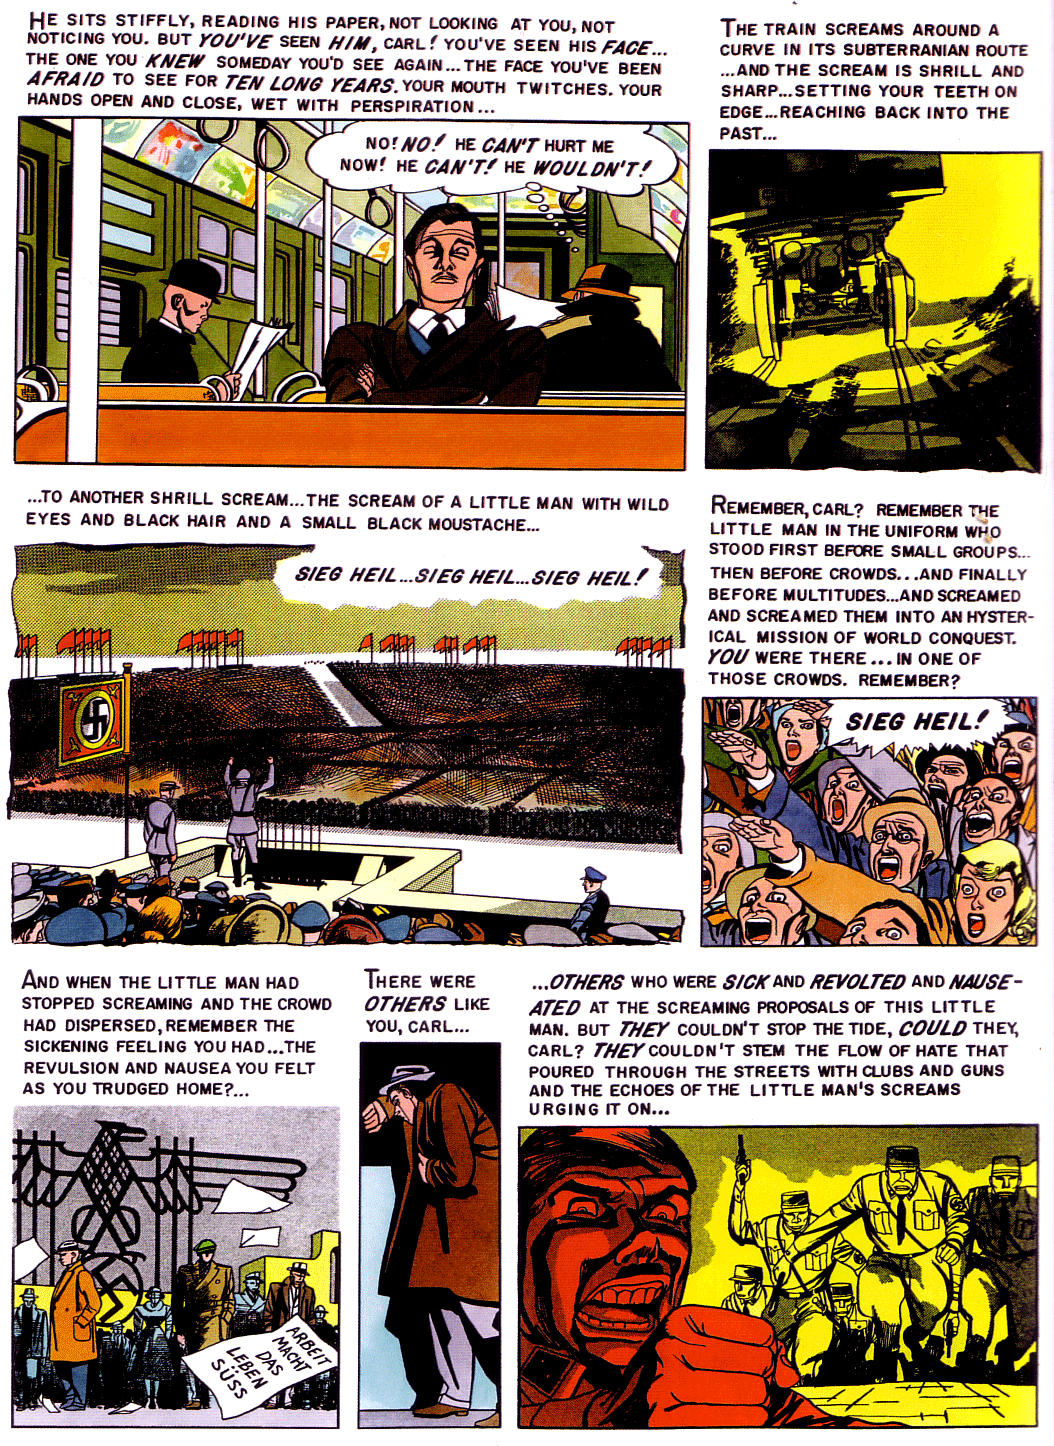 HE SITS STIFFLY, READING HIS PAPER, NOT LOOKING AT YOU, NOT
NOTICING YOU. BUT YOU'VE SEEN HIM, CARL! YOU'VE SEEN HIS FACE...
THE ONE YOU KNEW SOMEDAY YOU'D SEE AGAIN... THE FACE YOU'VE BEEN
AFRAID TO SEE FOR TEN LONG YEARS. YOUR MOUTH TWITCHES. YOUR
HANDS OPEN AND CLOSE, WET WITH PERSPIRATION...
NO! NO! HE CAN'T HURT ME
NOW! HE CAN'T! HE WOULDN'T!
THE TRAIN SCREAMS AROUND A
CURVE IN ITS SUBTERRANIAN ROUTE
...AND THE SCREAM IS SHRILL AND
SHARP...SETTING YOUR TEETH ON
EDGE...REACHING BACK INTO THE
PAST...
...TO ANOTHER SHRILL SCREAM...THE SCREAM OF A LITTLE MAN WITH WILD
EYES AND BLACK HAIR AND A SMALL BLACK MOUSTACHE...
SIEG HEIL...SIEG HEIL...SIEG HEIL!
REMEMBER, CARL? REMEMBER THE
LITTLE MAN IN THE UNIFORM WHO
STOOD FIRST BEFORE SMALL GROUPS...
THEN BEFORE CROWDS...AND FINALLY
BEFORE MULTITUDES...AND SCREAMED
AND SCREAMED THEM INTO AN HYSTER-
ICAL MISSION OF WORLD CONQUEST.
YOU WERE THERE... IN ONE OF
THOSE CROWDS. REMEMBER?
SIEG HEIL!
AND WHEN THE LITTLE MAN HAD
STOPPED SCREAMING AND THE CROWD
HAD DISPERSED, REMEMBER THE
SICKENING FEELING YOU HAD...THE
REVULSION AND NAUSEA YOU FELT
AS YOU TRUDGED HOME?...
ARBEIT
MACHT
DAS
LEBEN
SÜSS
THERE WERE
OTHERS LIKE
YOU, CARL...
...OTHERS WHO WERE SICK AND REVOLTED AND NAUSE-
ATED AT THE SCREAMING PROPOSALS OF THIS LITTLE
MAN. BUT THEY COULDN'T STOP THE TIDE, COULD THEY,
CARL? THEY COULDN'T STEM THE FLOW OF HATE THAT
POURED THROUGH THE STREETS WITH CLUBS AND GUNS
AND THE ECHOES OF THE LITTLE MAN'S SCREAMS
URGING IT ON...